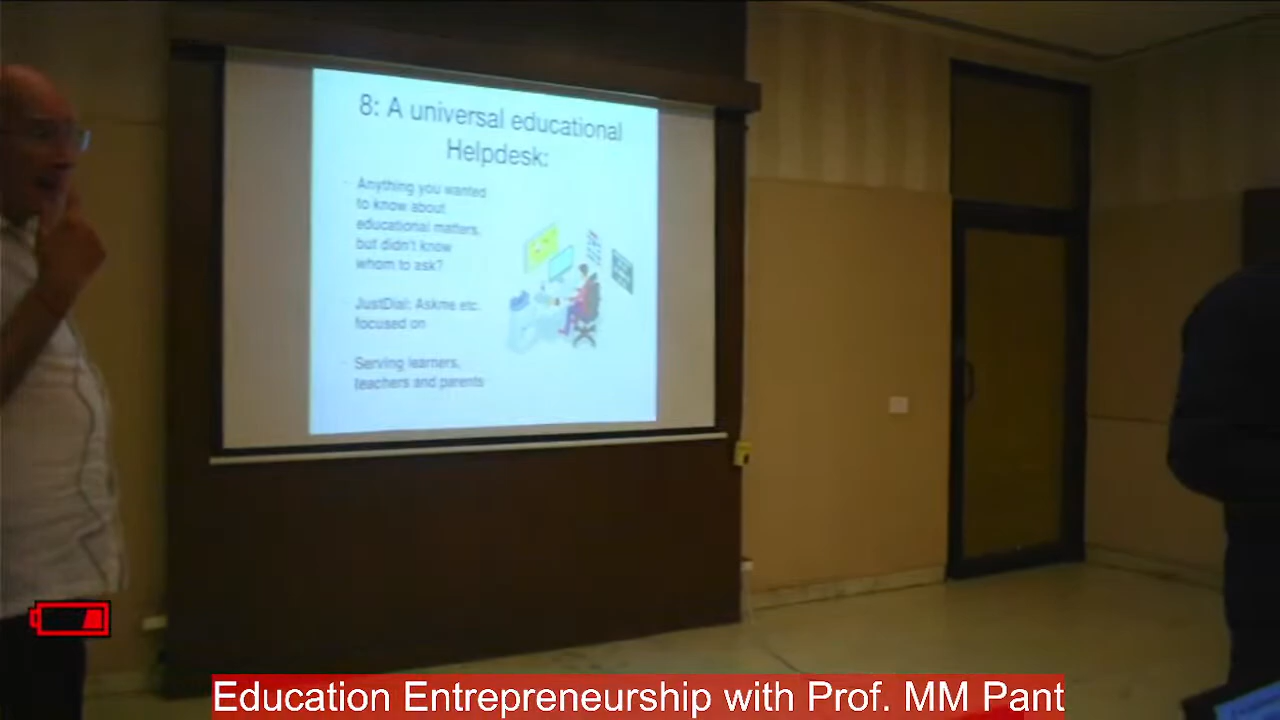 8: A universal educational
Helpdesk:
Anything you wanted
to know about
educational matters,
but didn't know
whom to ask?
JustDial; Askme etc.
focused on
Serving learners,
teachers and parents
Education Entrepreneurship with Prof. MM Pant